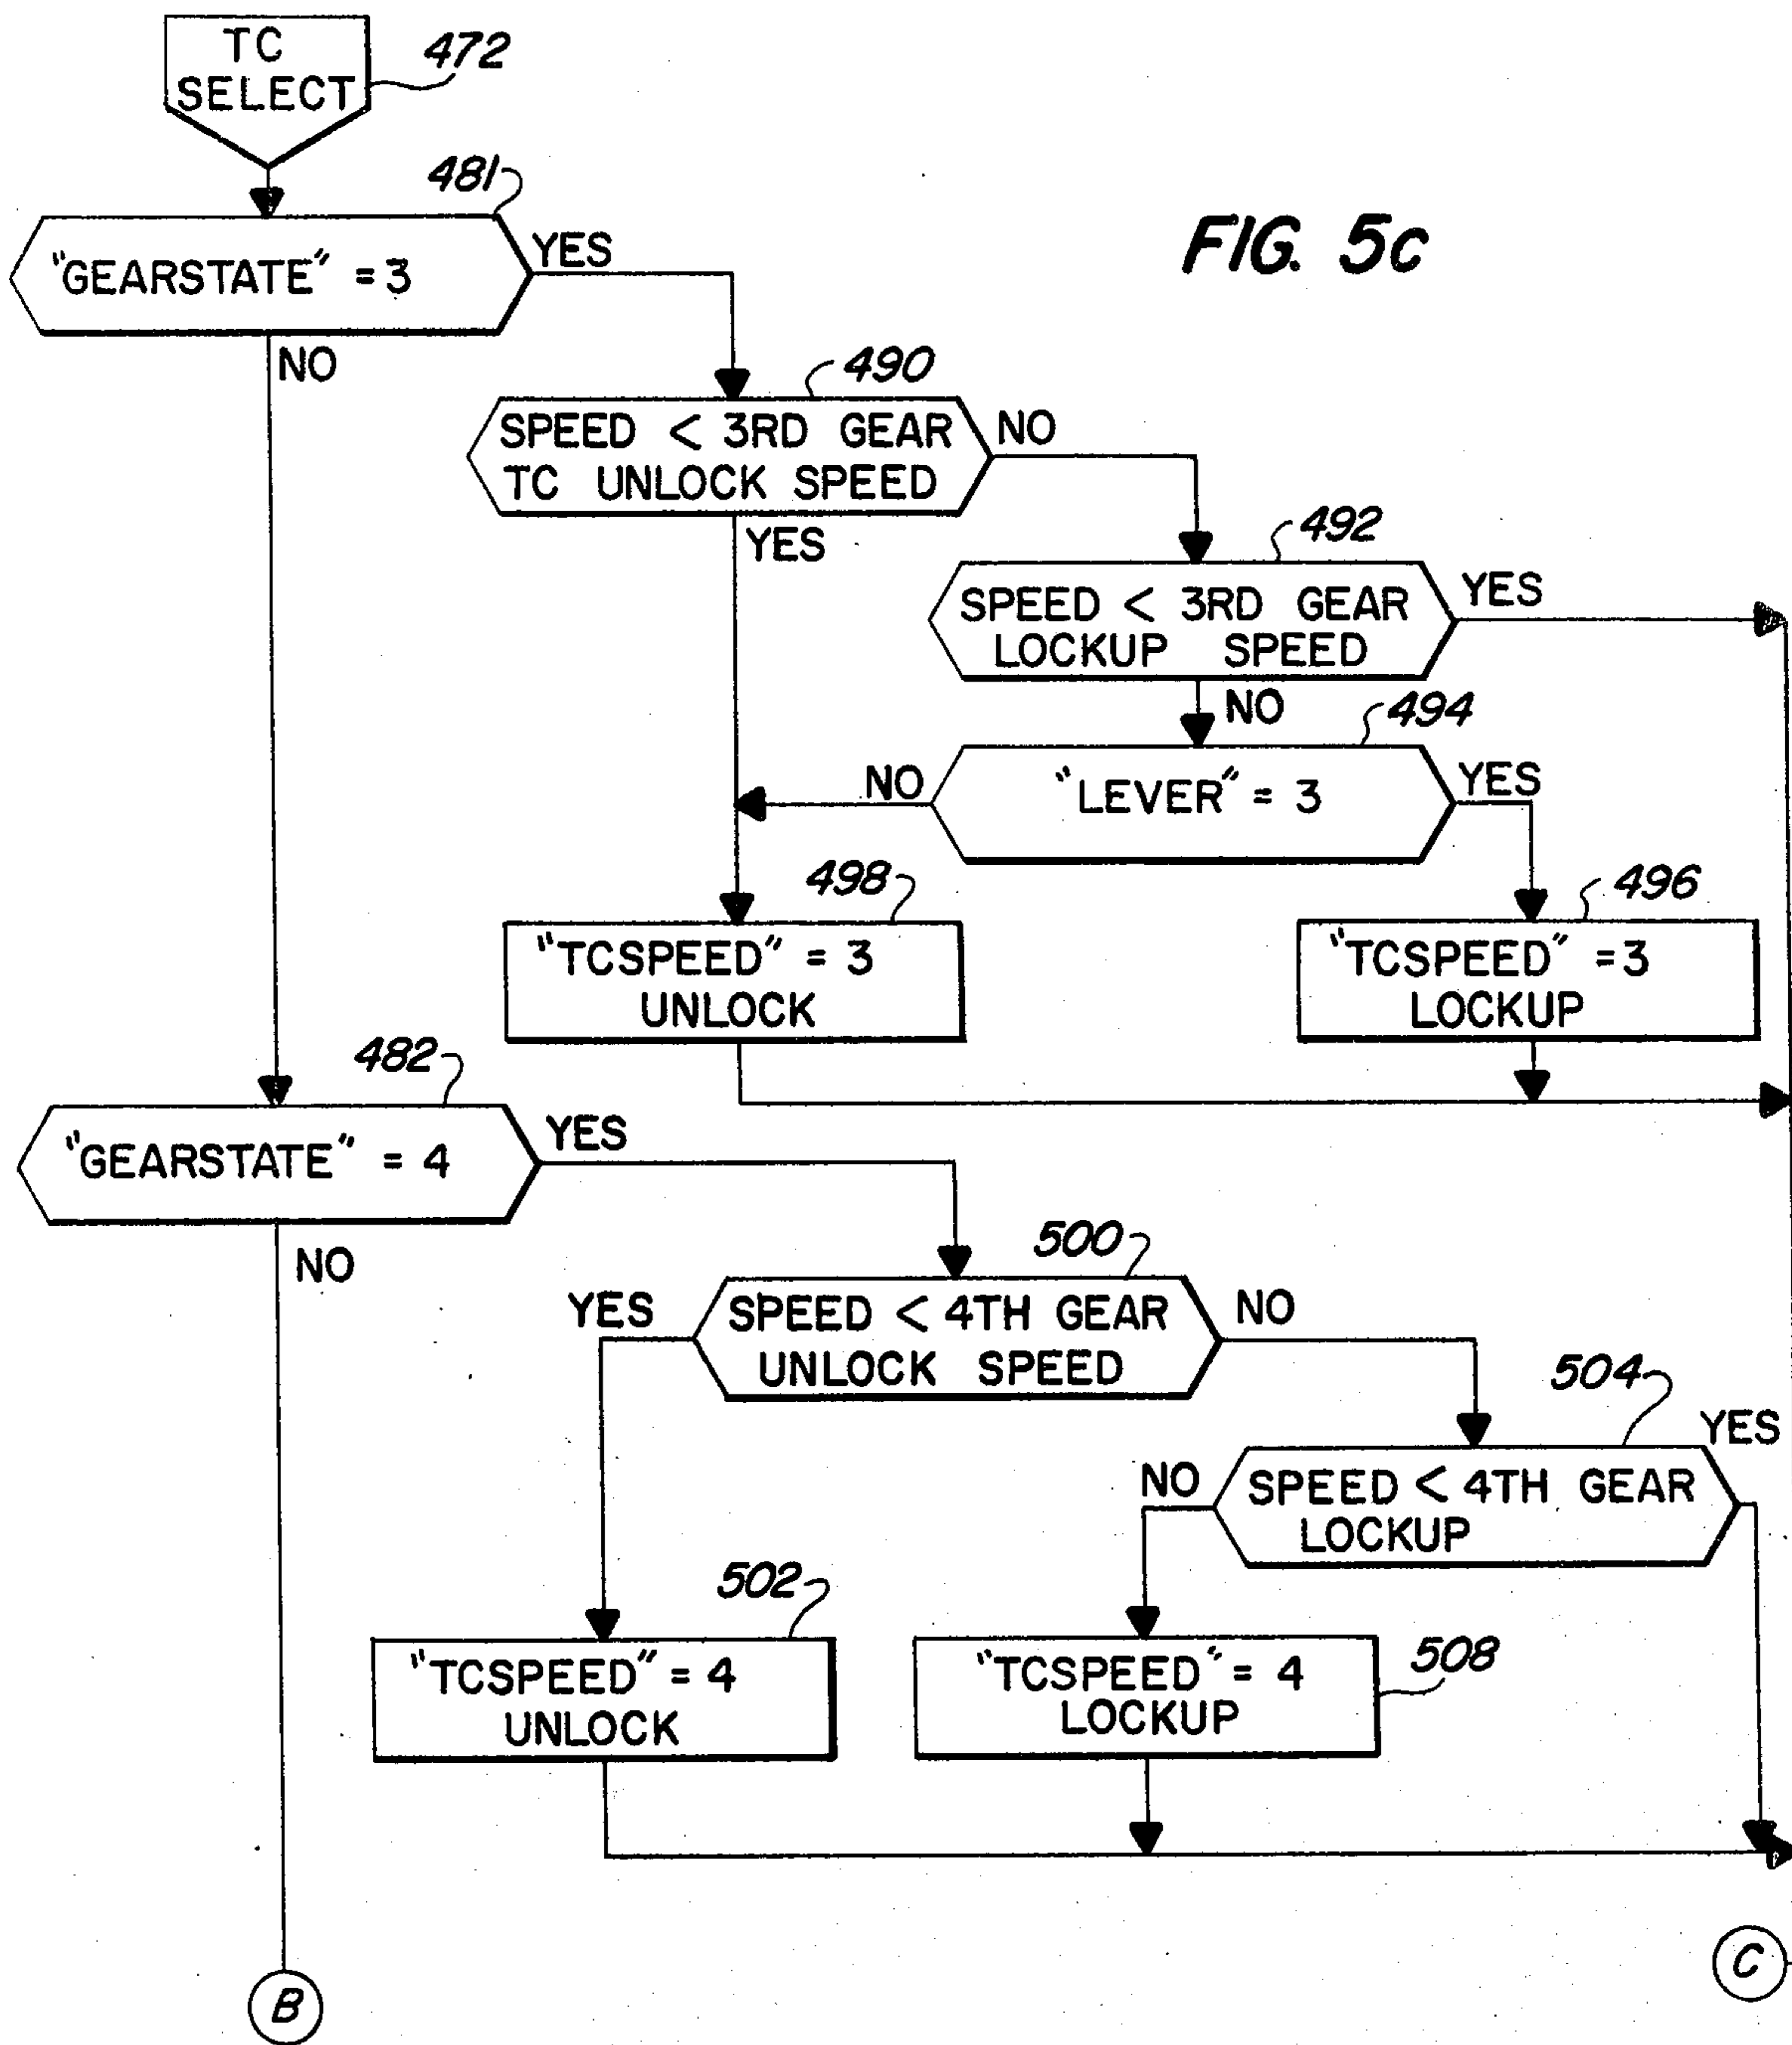 TC
SELECT
472
481
FIG. 5c
"GEARSTATE" = 3
YES
NO
490
SPEED < 3RD GEAR
TC UNLOCK SPEED
NO
YES
492
SPEED < 3RD GEAR
LOCKUP SPEED
YES
NO
494
"LEVER" = 3
NO
YES
498
"TCSPEED" = 3
UNLOCK
496
"TCSPEED" = 3
LOCKUP
482
"GEARSTATE" = 4
YES
NO
500
SPEED < 4TH GEAR
UNLOCK SPEED
YES
NO
504
SPEED < 4TH GEAR
LOCKUP
NO
YES
502
"TCSPEED" = 4
UNLOCK
"TCSPEED" = 4
LOCKUP
508
B
C